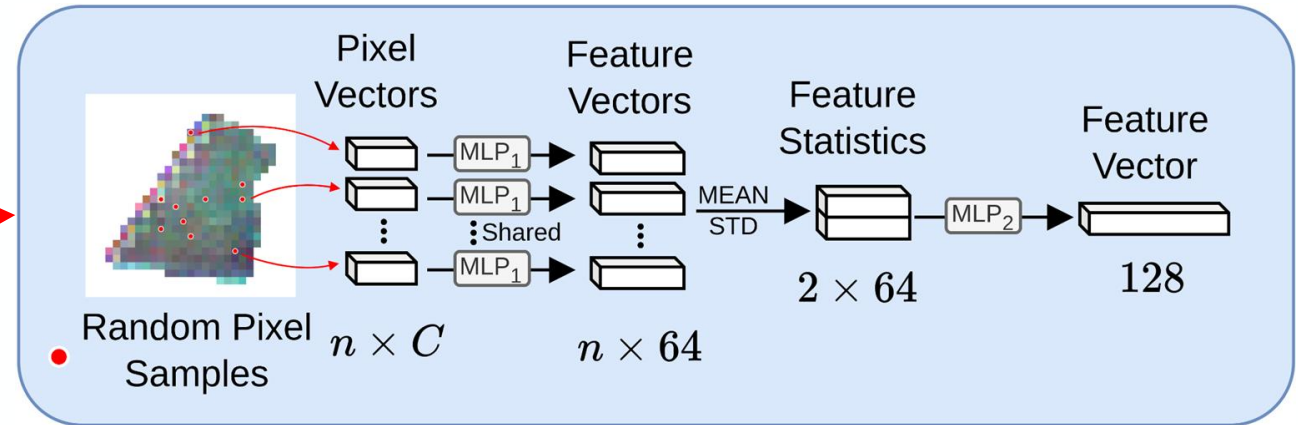 Pixel
Vectors
Feature
Vectors
Feature
Statistics
Feature
Vector
MLP₁
MLP₁
Shared
MLP₁
MEAN
STD
MLP₂
Random Pixel
Samples
n × C
n × 64
2 × 64
128